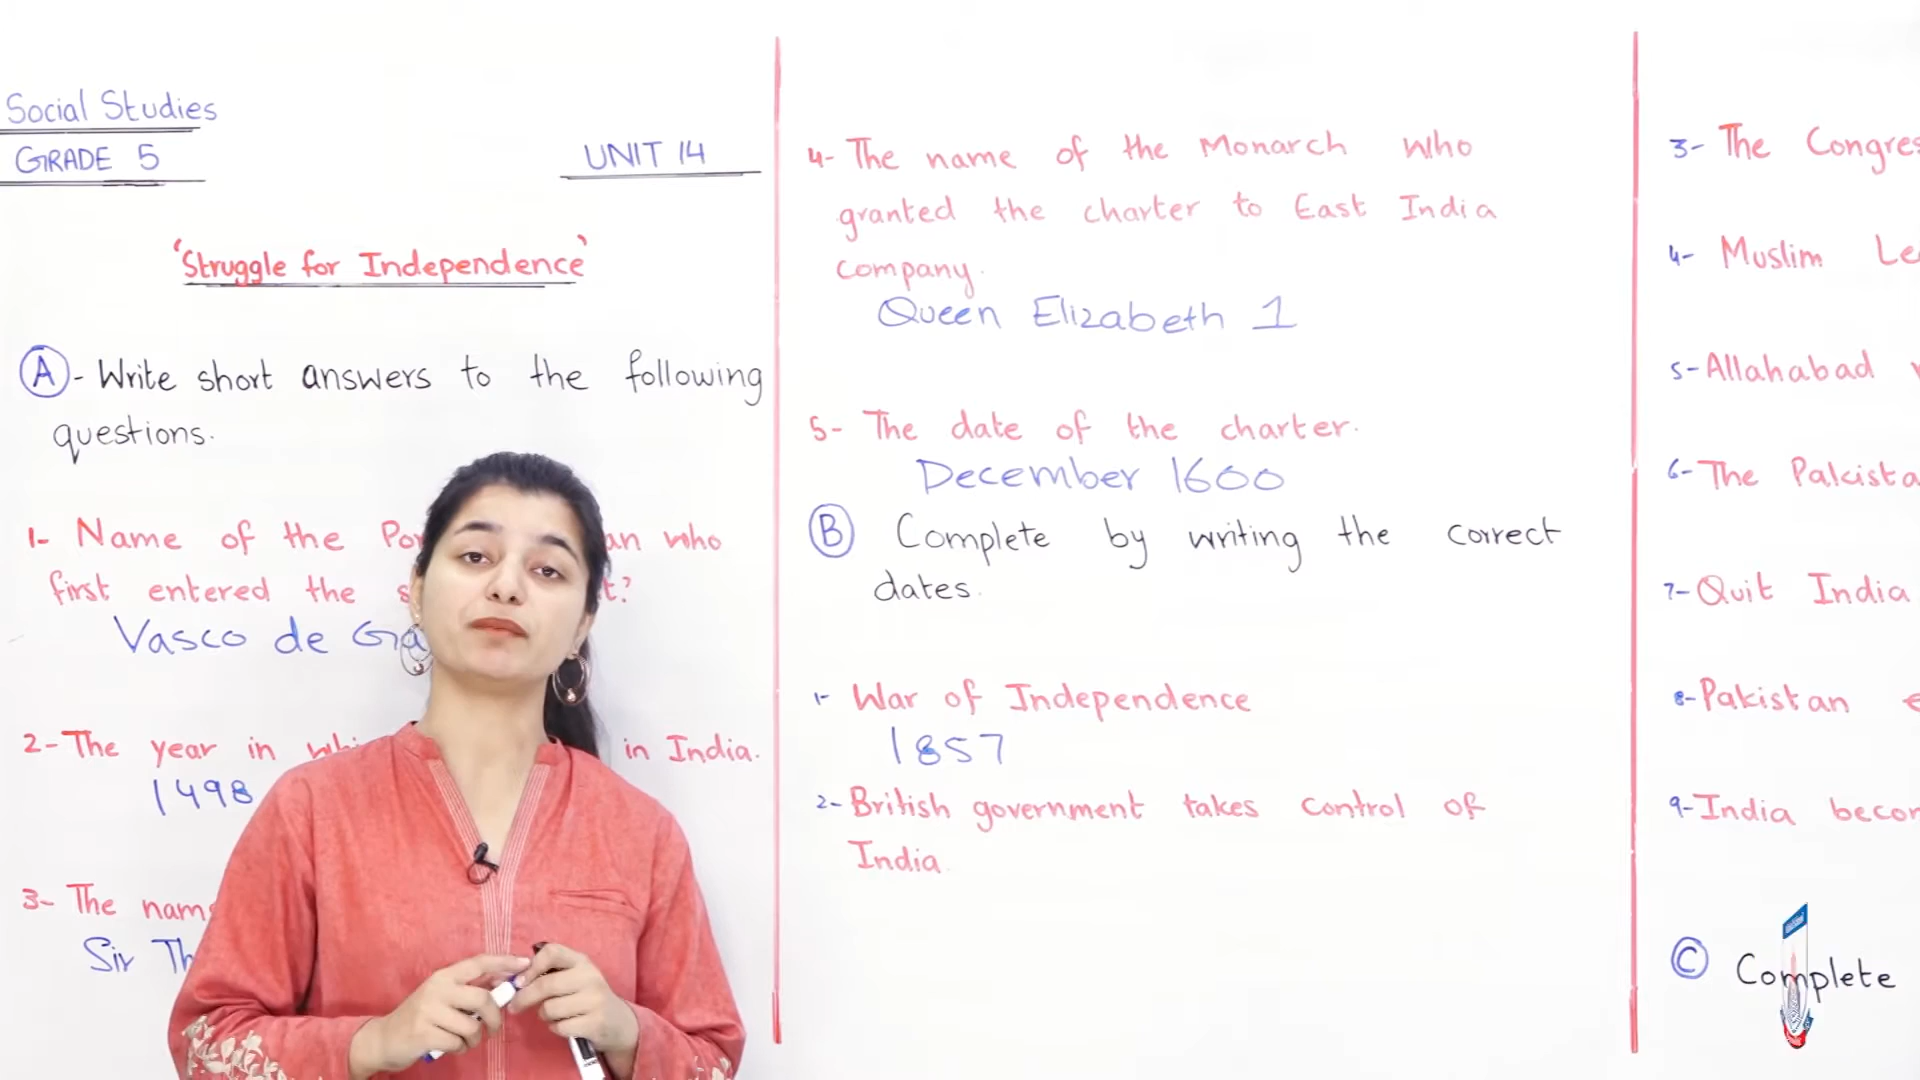 Social Studies
GRADE 5
UNIT 14
'Struggle for Independence'
A - Write short answers to the following
questions.
1- Name of the who
first entered the
Vasco de
2- The year in in India.
1498
3- The
Sir
4- The name of the Monarch who
granted the charter to East India
company.
Queen Elizabeth 1
5- The date of the charter.
December 1600
B Complete by writing the correct
dates.
1- War of Independence
1857
2- British government takes control of
India.
3- The
4- Muslim
5- Allahabad
6- The
7- Quit India
8- Pakistan
9- India
C Complete